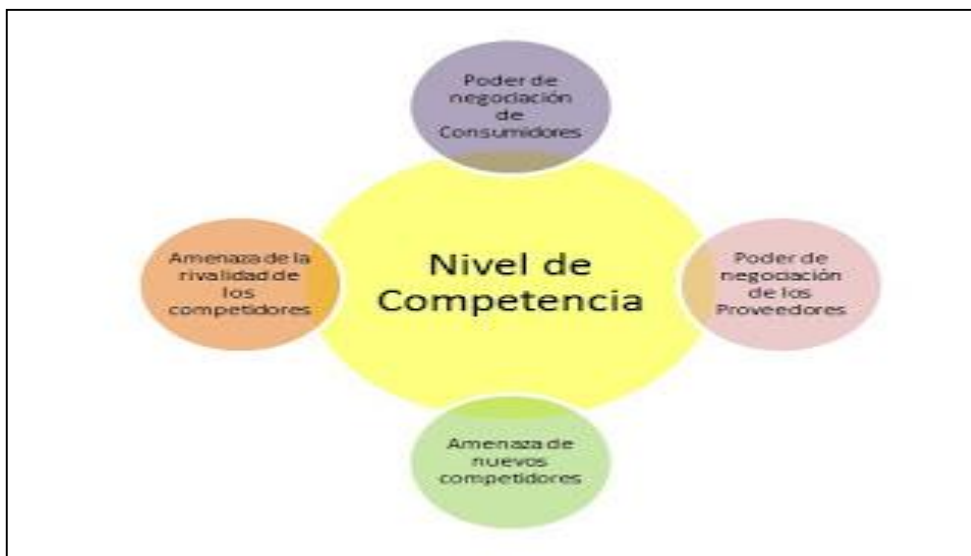 Poder de
negociación
de
Consumidores
Amenaza de la
rivalidad de
los
competidores
Nivel de
Competencia
Poder de
negociación
de los
Proveedores
Amenaza de
nuevos
competidores